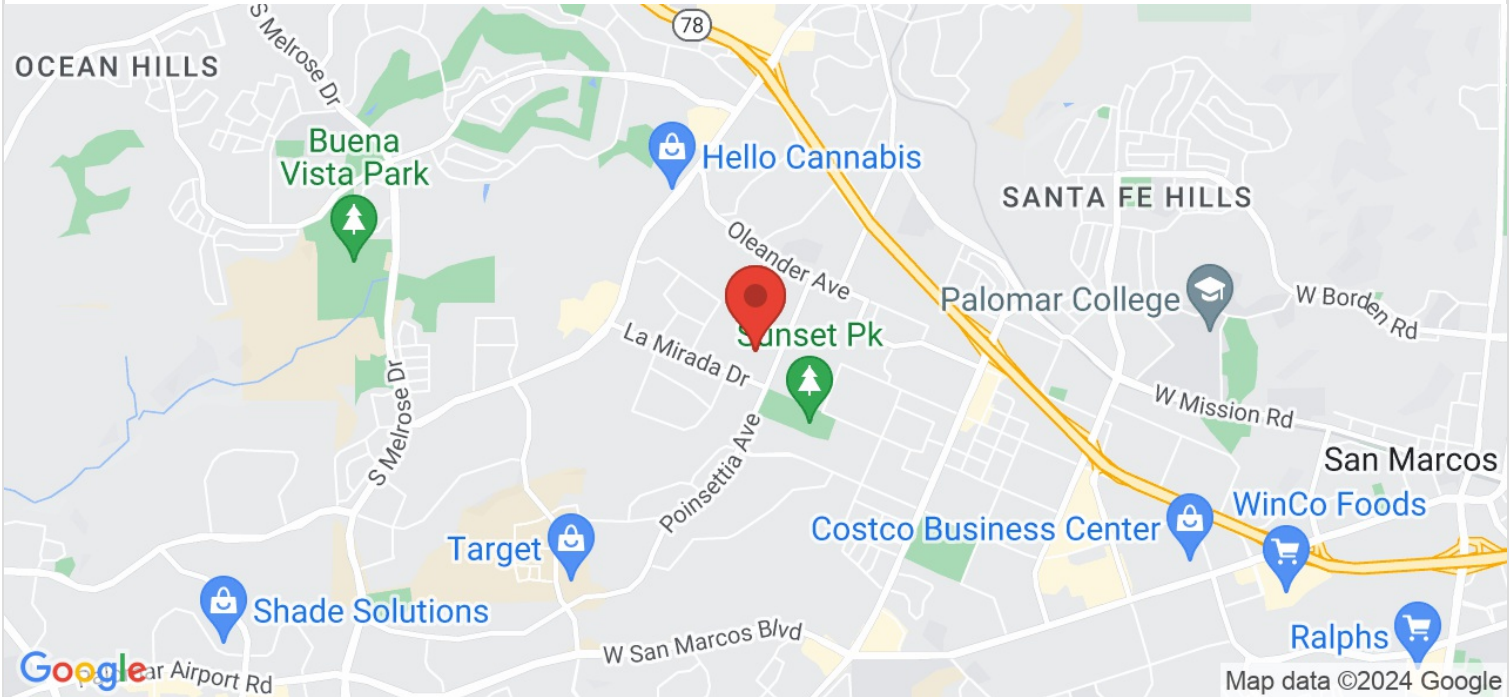 78
S Melrose Dr
OCEAN HILLS
Buena
Vista Park
Hello Cannabis
SANTA FE HILLS
Oleander Ave
Palomar College
W Borden Rd
Sunset Pk
La Mirada Dr
S Melrose Dr
W Mission Rd
San Marcos
Poinsettia Ave
WinCo Foods
Costco Business Center
Target
Shade Solutions
W San Marcos Blvd
Ralphs
Google
Palomar Airport Rd
Map data ©2024 Google